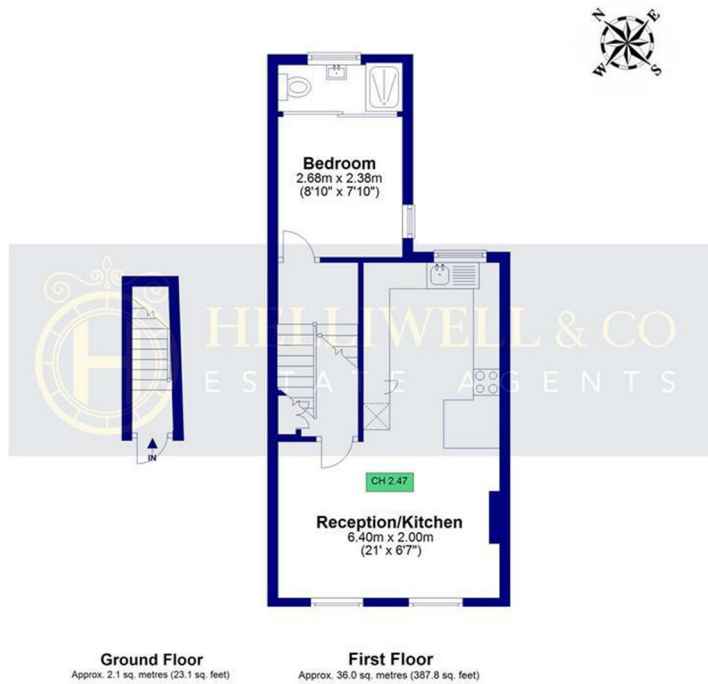 N
E
W
S
Bedroom
2.68m x 2.38m
(8'10" x 7'10")
HELLIWELL & CO
ESTATE AGENTS
H
IN
CH 2.47
Reception/Kitchen
6.40m x 2.00m
(21' x 6'7")
Ground Floor
Approx. 2.1 sq. metres (23.1 sq. feet)
First Floor
Approx. 36.0 sq. metres (387.8 sq. feet)